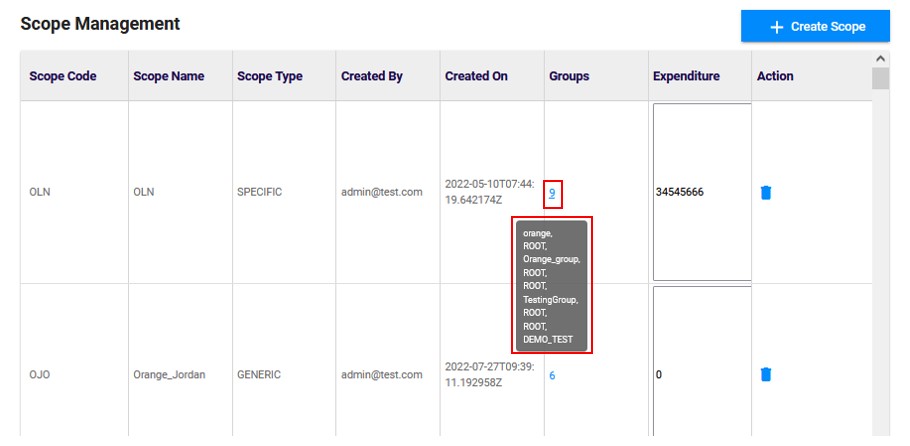 Scope Management
+ Create Scope
Scope Code Scope Name Scope Type Created By Created On Groups Expenditure Action
OLN OLN SPECIFIC admin@test.com 2022-05-10T07:44:
19.642174Z 9 34545666
orange,
ROOT,
Orange_group,
ROOT,
ROOT,
TestingGroup,
ROOT,
ROOT,
DEMO_TEST
OJO Orange_Jordan GENERIC admin@test.com 2022-07-27T09:39:
11.192958Z 6 0